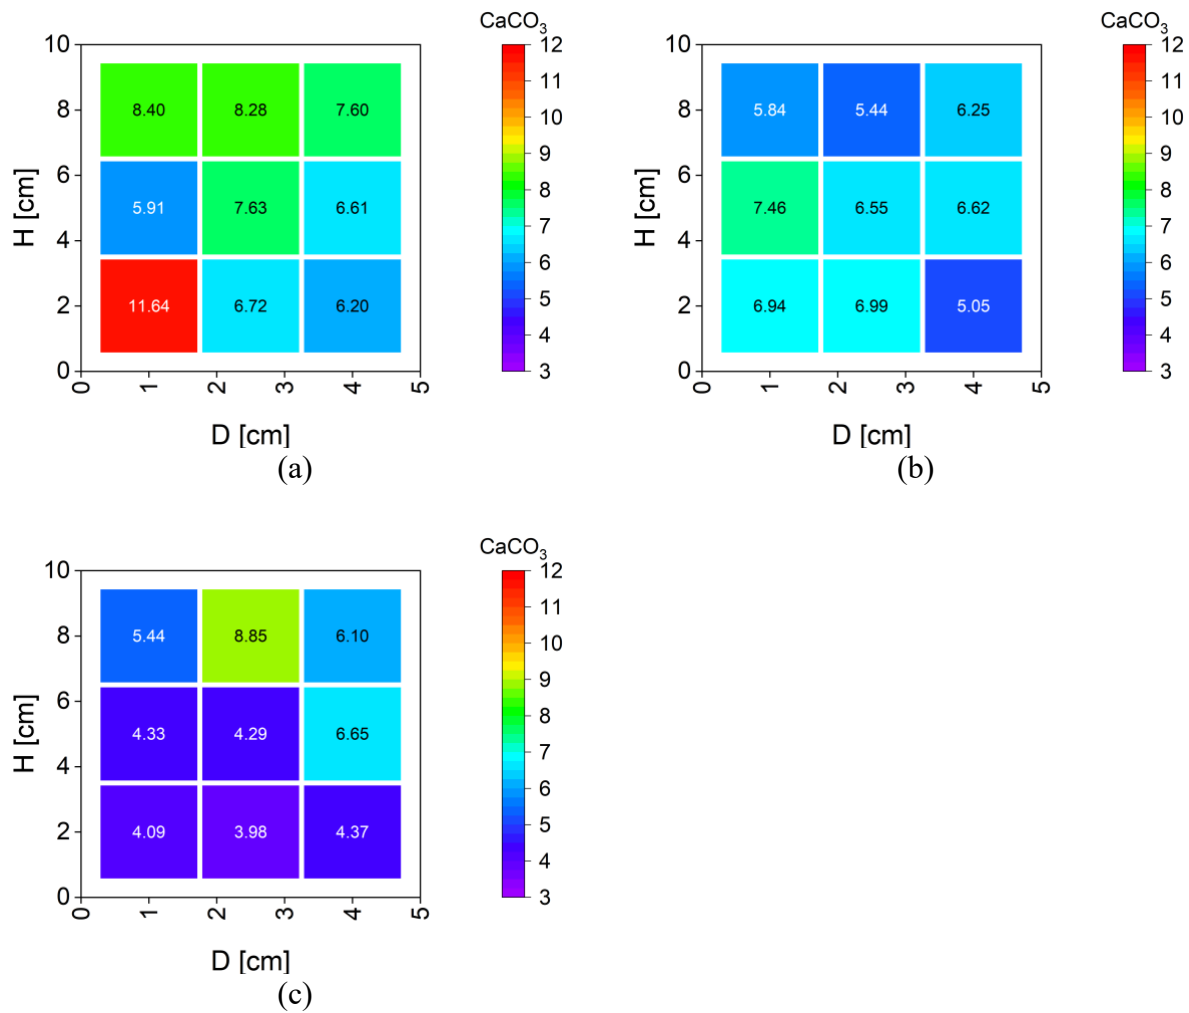 CaCO3
10
8
6
4
2
0
H [cm]
8.40 8.28 7.60
5.91 7.63 6.61
11.64 6.72 6.20
0 1 2 3 4 5
D [cm]
12
11
10
9
8
7
6
5
4
3
(a)
CaCO3
10
8
6
4
2
0
H [cm]
5.84 5.44 6.25
7.46 6.55 6.62
6.94 6.99 5.05
0 1 2 3 4 5
D [cm]
12
11
10
9
8
7
6
5
4
3
(b)
CaCO3
10
8
6
4
2
0
H [cm]
5.44 8.85 6.10
4.33 4.29 6.65
4.09 3.98 4.37
0 1 2 3 4 5
D [cm]
12
11
10
9
8
7
6
5
4
3
(c)